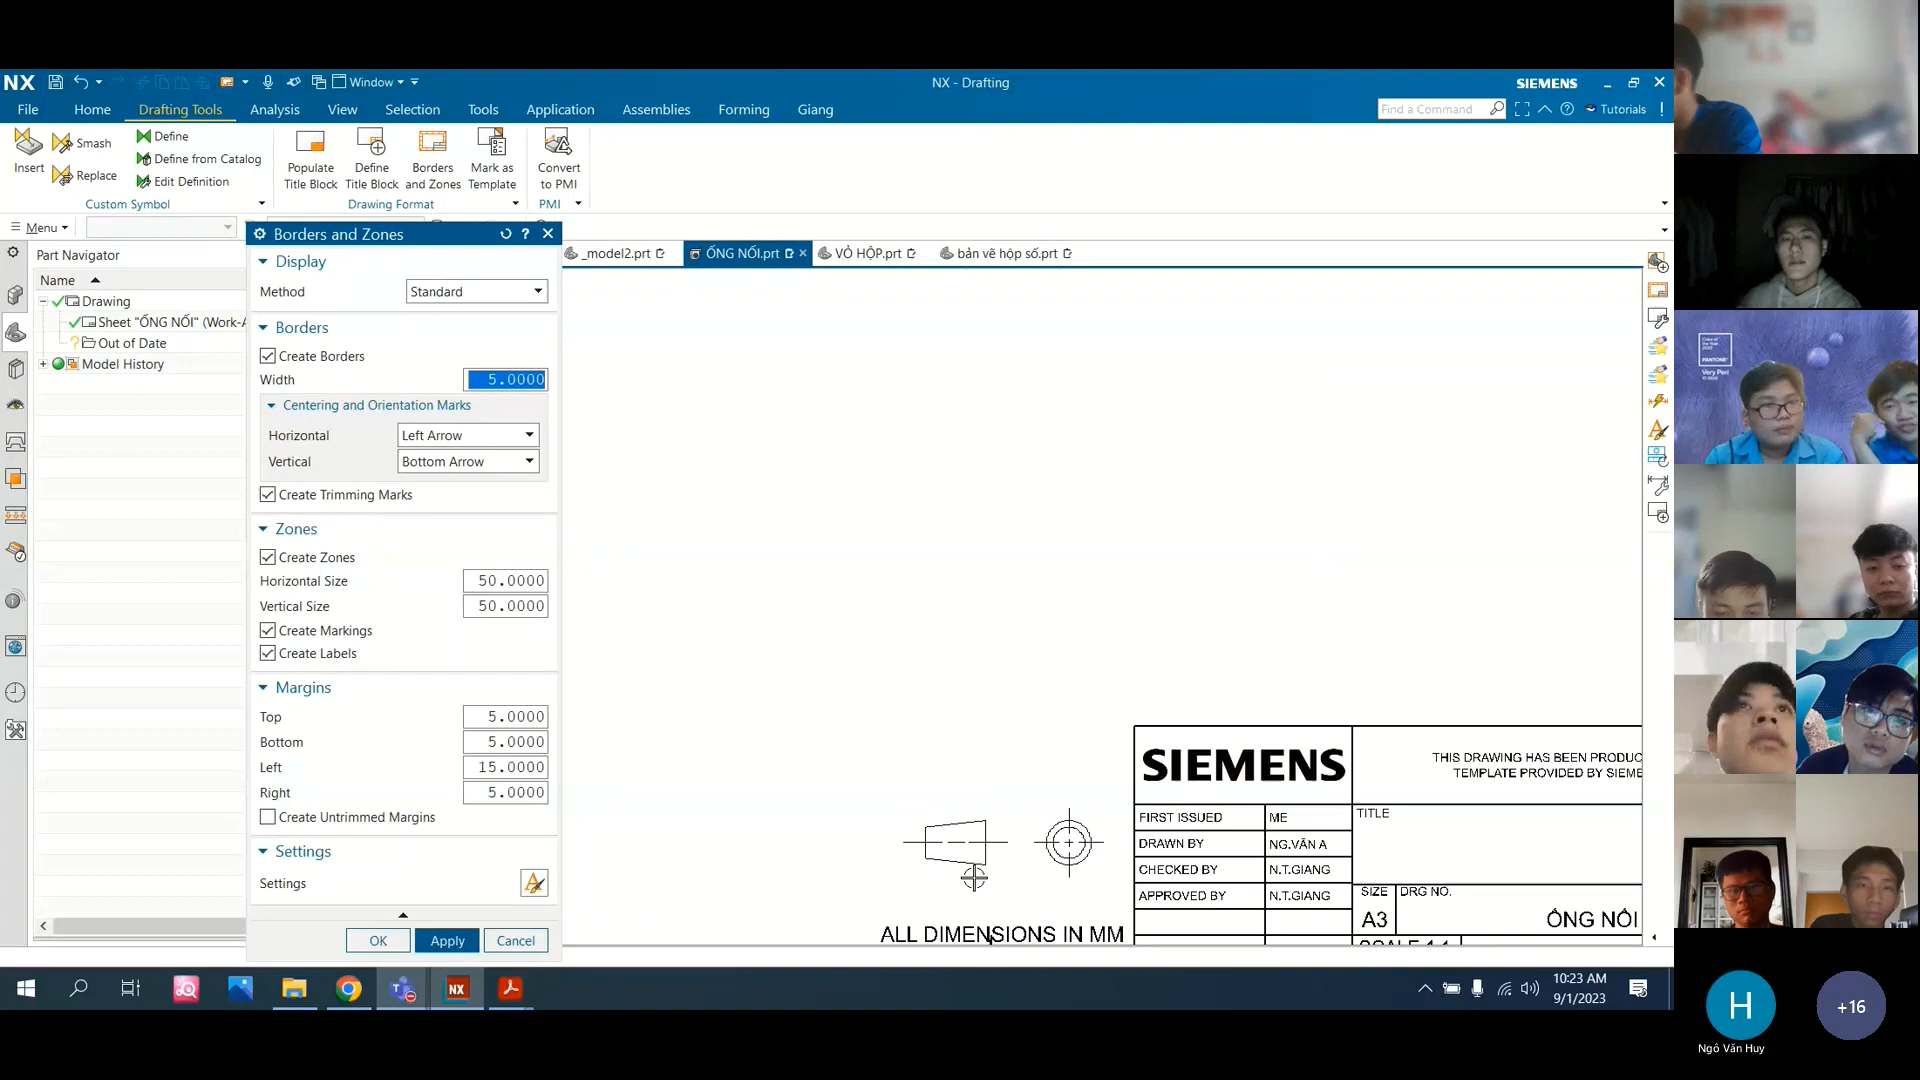 NX
Window
NX - Drafting
SIEMENS
File
Home
Drafting Tools
Analysis
View
Selection
Tools
Application
Assemblies
Forming
Giang
Find a Command
Tutorials
Insert
Smash
Replace
Define
Define from Catalog
Edit Definition
Custom Symbol
Populate Title Block
Define Title Block
Borders and Zones
Mark as Template
Drawing Format
Convert to PMI
PMI
Menu
Borders and Zones
_model2.prt
ỐNG NỐI.prt
VỎ HỘP.prt
bản vẽ hộp số.prt
Part Navigator
Name
Drawing
Sheet "ỐNG NỐI" (Work-A
Out of Date
Model History
Display
Method
Standard
Borders
Create Borders
Width
5.0000
Centering and Orientation Marks
Horizontal
Left Arrow
Vertical
Bottom Arrow
Create Trimming Marks
Zones
Create Zones
Horizontal Size
50.0000
Vertical Size
50.0000
Create Markings
Create Labels
Margins
Top
5.0000
Bottom
5.0000
Left
15.0000
Right
5.0000
Create Untrimmed Margins
Settings
Settings
OK
Apply
Cancel
SIEMENS
THIS DRAWING HAS BEEN PRODUC
TEMPLATE PROVIDED BY SIEME
FIRST ISSUED
ME
TITLE
DRAWN BY
NG.VĂN A
CHECKED BY
N.T.GIANG
APPROVED BY
N.T.GIANG
SIZE
DRG NO.
A3
ỐNG NỐI
ALL DIMENSIONS IN MM
SCALE 1:1
10:23 AM
9/1/2023
PANTONE
Very Peri
H
+16
Ngô Văn Huy